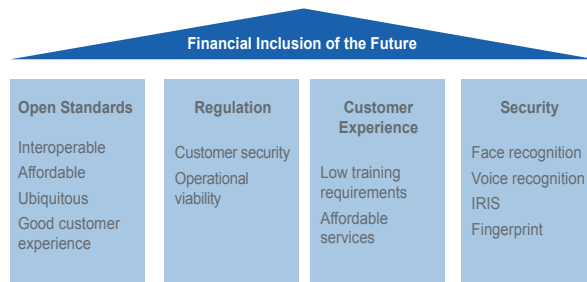 Financial Inclusion of the Future
Open Standards
Interoperable
Affordable
Ubiquitous
Good customer
experience
Regulation
Customer security
Operational
viability
Customer
Experience
Low training
requirements
Affordable
services
Security
Face recognition
Voice recognition
IRIS
Fingerprint